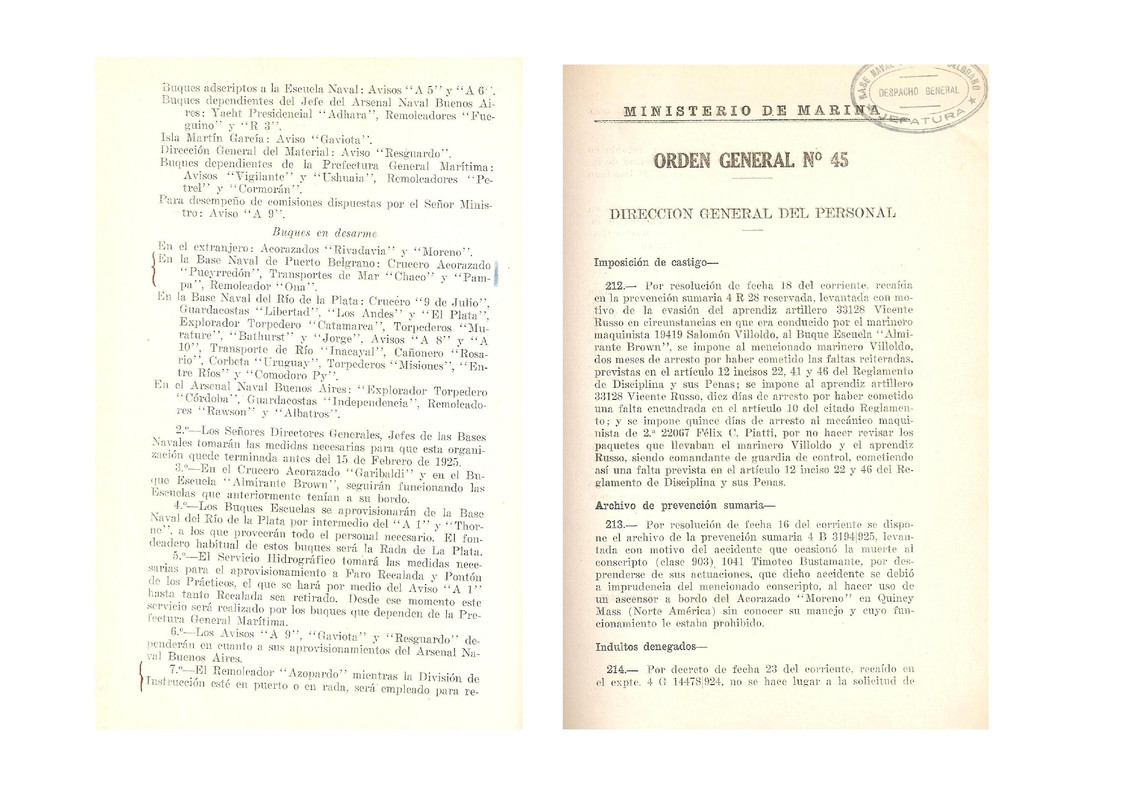 Buques adscriptos a la Escuela Naval: Avisos “A 5” y “A 6”.
Buques dependientes del Jefe del Arsenal Naval Buenos Ai-
res: Yacht Presidencial “Adhara”, Remoleadores “Fue-
guino” y “R 3”.
Isla Martín García: Aviso “Gaviota”.
Dirección General del Material: Aviso “Resguardo”.
Buques dependientes de la Prefectura General Marítima:
Avisos “Vigilante” y “Ushuaia”, Remoleadores “Pe-
trel” y “Cormorán”.
Para desempeño de comisiones dispuestas por el Señor Minis-
tro: Aviso “A 9”.
Buques en desarme
En el extranjero: Acorazados “Rivadavia” y “Moreno”.
En la Base Naval de Puerto Belgrano: Crucero Acorazado
“Pueyrredón”, Transportes de Mar “Chaco” y “Pam-
pa”, Remoleador “Ona”.
En la Base Naval del Río de la Plata: Crucero “9 de Julio”,
Guardacostas “Libertad”, “Los Andes” y “El Plata”,
Explorador Torpedero “Catamarca”, Torpederos “Mu-
rature”, “Bathurst” y “Jorge”, Avisos “A 8” y “A
10”, Transporte de Río “Inacayal”, Cañonero “Rosa-
rio”, Corbeta “Uruguay”, Torpederos “Misiones”, “En-
tre Ríos” y “Comodoro Py”.
En el Arsenal Naval Buenos Aires: “Explorador Torpedero
“Córdoba”, Guardacostas “Independencia”, Remoleado-
res “Rawson” y “Albatros”.
2.º—Los Señores Directores Generales, Jefes de las Bases
Navales tomarán las medidas necesarias para que esta organi-
zación quede terminada antes del 15 de Febrero de 1925.
3.º—En el Crucero Acorazado “Garibaldi” y en el Bu-
que Escuela “Almirante Brown”, seguirán funcionando las
Escuelas que anteriormente tenían a su bordo.
4.º—Los Buques Escuelas se aprovisionarán de la Base
Naval del Río de la Plata por intermedio del “A 1” y “Thor-
ne”, a los que proveerán todo el personal necesario. El fon-
deadero habitual de estos buques será la Rada de La Plata.
5.º—El Servicio Hidrográfico tomará las medidas nece-
sarias para el aprovisionamiento a Faro Recalada y Pontón
de los Prácticos, el que se hará por medio del Aviso “A 1”
hasta tanto Recalada sea retirado. Desde ese momento este
servicio será realizado por los buques que dependen de la Pre-
fectura General Marítima.
6.º—Los Avisos “A 9”, “Gaviota” y “Resguardo” de-
penderán en cuanto a sus aprovisionamientos del Arsenal Na-
val Buenos Aires.
7.º—El Remoleador “Azopardo” mientras la División de
Instrucción esté en puerto o en rada, será empleado para re-
BASE NAVAL BELGRANO
DESPACHO GENERAL
JEFATURA
MINISTERIO DE MARINA
ORDEN GENERAL Nº 45
DIRECCION GENERAL DEL PERSONAL
Imposición de castigo—
212.— Por resolución de fecha 18 del corriente, recaída
en la prevención sumaria 4 R 28 reservada, levantada con mo-
tivo de la evasión del aprendiz artillero 33128 Vicente
Russo en circunstancias en que era conducido por el marinero
maquinista 19419 Salomón Villoldo, al Buque Escuela “Almi-
rante Brown”, se impone al mencionado marinero Villoldo,
dos meses de arresto por haber cometido las faltas reiteradas,
previstas en el artículo 12 incisos 22, 41 y 46 del Reglamento
de Disciplina y sus Penas; se impone al aprendiz artillero
33128 Vicente Russo, diez días de arresto por haber cometido
una falta encuadrada en el artículo 10 del citado Reglamen-
to; y se impone quince días de arresto al mecánico maqui-
nista de 2.ª 22067 Félix C. Piatti, por no hacer revisar los
paquetes que llevaban el marinero Villoldo y el aprendiz
Russo, siendo comandante de guardia de control, cometiendo
así una falta prevista en el artículo 12 inciso 22 y 46 del Re-
glamento de Disciplina y sus Penas.
Archivo de prevención sumaria—
213.— Por resolución de fecha 16 del corriente se dispo-
ne el archivo de la prevención sumaria 4 B 3194|925, levan-
tada con motivo del accidente que ocasionó la muerte al
conscripto (clase 903) 1041 Timoteo Bustamante, por des-
prenderse de sus actuaciones, que dicho accidente se debió
a imprudencia del mencionado conscripto, al hacer uso de
un ascensor a bordo del Acorazado “Moreno” en Quincy
Mass (Norte América) sin conocer su manejo y cuyo fun-
cionamiento le estaba prohibido.
Indultos denegados—
214.— Por decreto de fecha 23 del corriente, recaído en
el expte. 4 G 14478|924, no se hace lugar a la solicitud de